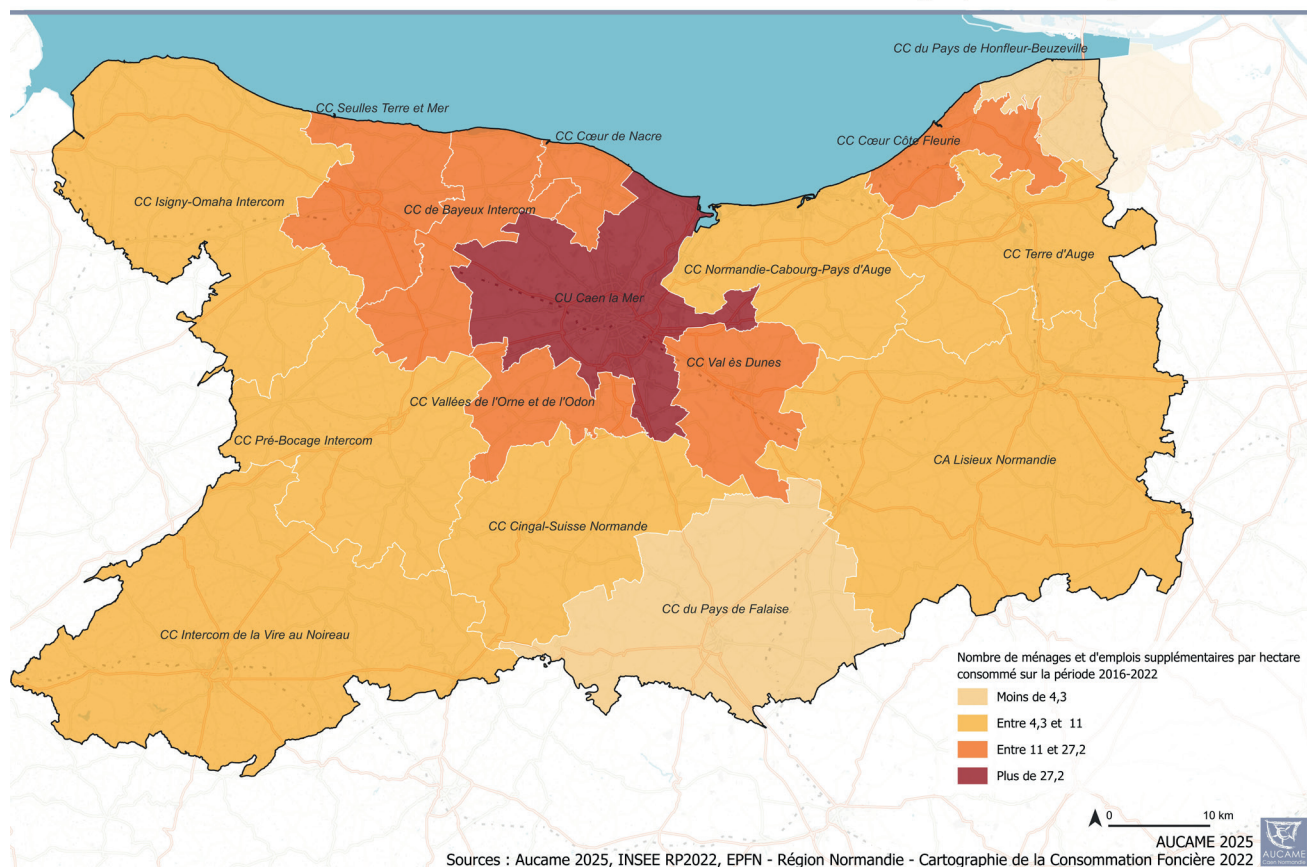 CC du Pays de Honfleur-Beuzeville
CC Seulles Terre et Mer
CC Cœur de Nacre
CC Cœur Côte Fleurie
CC Isigny-Omaha Intercom
CC de Bayeux Intercom
CC Terre d'Auge
CC Normandie-Cabourg-Pays d'Auge
CU Caen la Mer
CC Val ès Dunes
CC Vallées de l'Orne et de l'Odon
CC Pré-Bocage Intercom
CA Lisieux Normandie
CC Cingal-Suisse Normande
CC du Pays de Falaise
CC Intercom de la Vire au Noireau
Nombre de ménages et d'emplois supplémentaires par hectare
consommé sur la période 2016-2022
Moins de 4,3
Entre 4,3 et 11
Entre 11 et 27,2
Plus de 27,2
0 10 km
AUCAME 2025
AUCAME
Caen Normandie
Sources : Aucame 2025, INSEE RP2022, EPFN - Région Normandie - Cartographie de la Consommation Foncière 2022